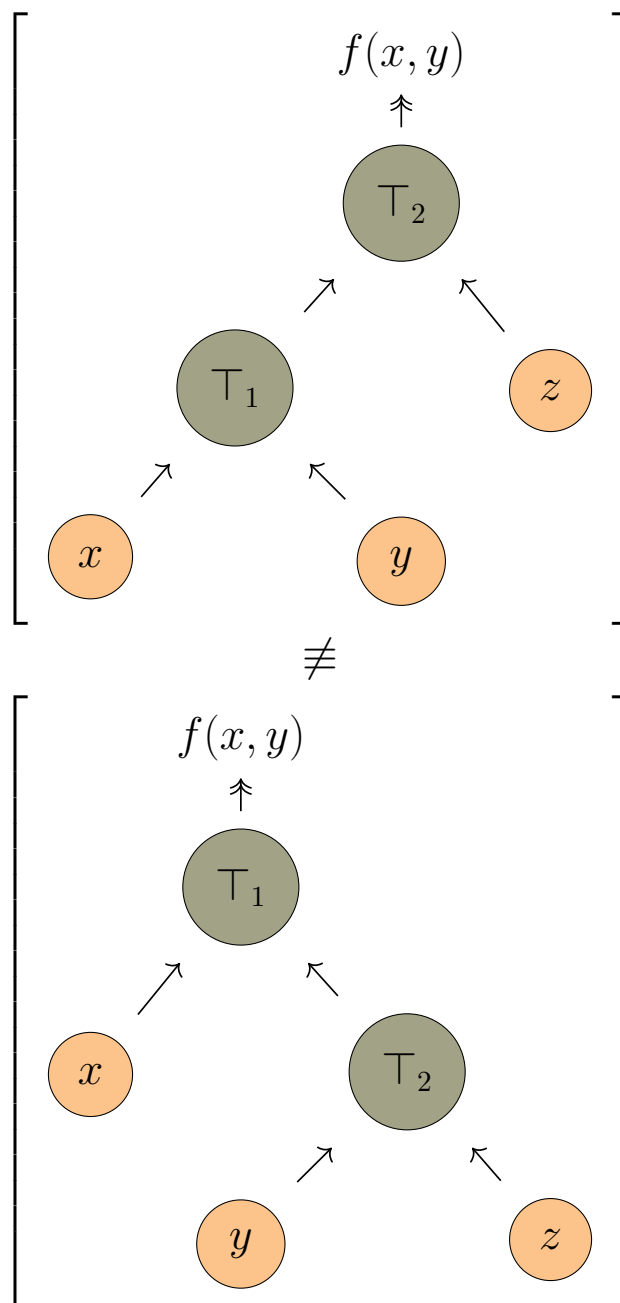 f(x, y)
⊤₂
⊤₁
z
x
y
≢
f(x, y)
⊤₁
x
⊤₂
y
z